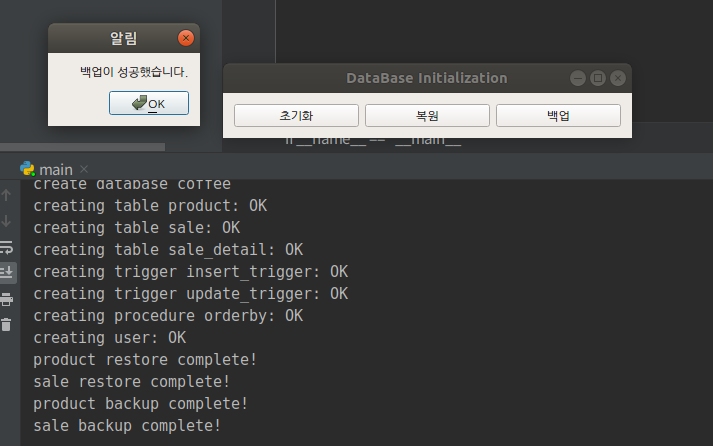 알림
백업이 성공했습니다.
OK
DataBase Initialization
초기화 복원 백업
__name__ == "__main__
main
create database coffee
creating table product: OK
creating table sale: OK
creating table sale_detail: OK
creating trigger insert_trigger: OK
creating trigger update_trigger: OK
creating procedure orderby: OK
creating user: OK
product restore complete!
sale restore complete!
product backup complete!
sale backup complete!